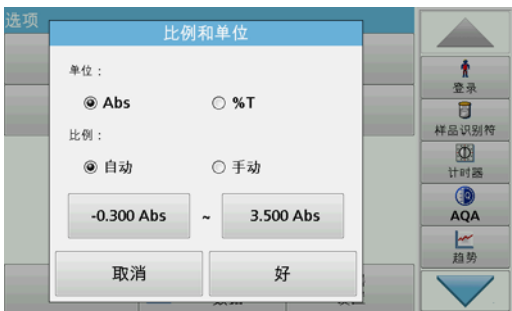 选项
比例和单位
单位：
Abs
%T
比例：
自动
手动
-0.300 Abs ~ 3.500 Abs
取消
好
登录
样品识别符
计时器
AQA
趋势